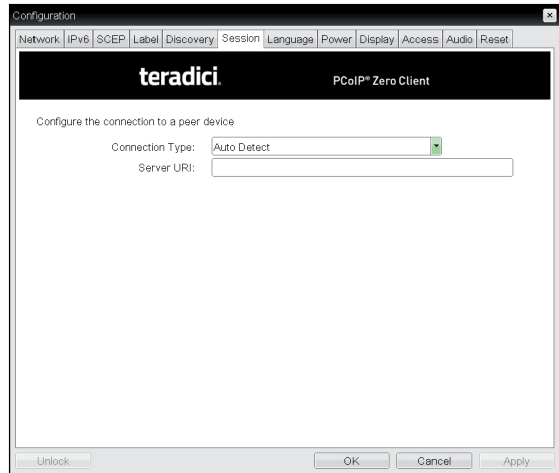 Configuration
Network IPv6 SCEP Label Discovery Session Language Power Display Access Audio Reset
teradici. PCoIP® Zero Client
Configure the connection to a peer device
Connection Type: Auto Detect
Server URI:
Unlock OK Cancel Apply